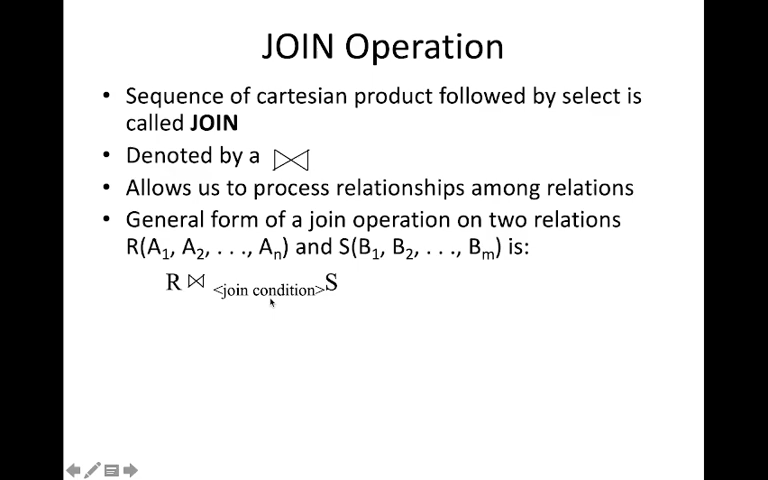 JOIN Operation
• Sequence of cartesian product followed by select is
called JOIN
• Denoted by a ⋈
• Allows us to process relationships among relations
• General form of a join operation on two relations
R(A₁, A₂, . . ., Aₙ) and S(B₁, B₂, . . ., Bₘ) is:
R ⋈ <join condition>S